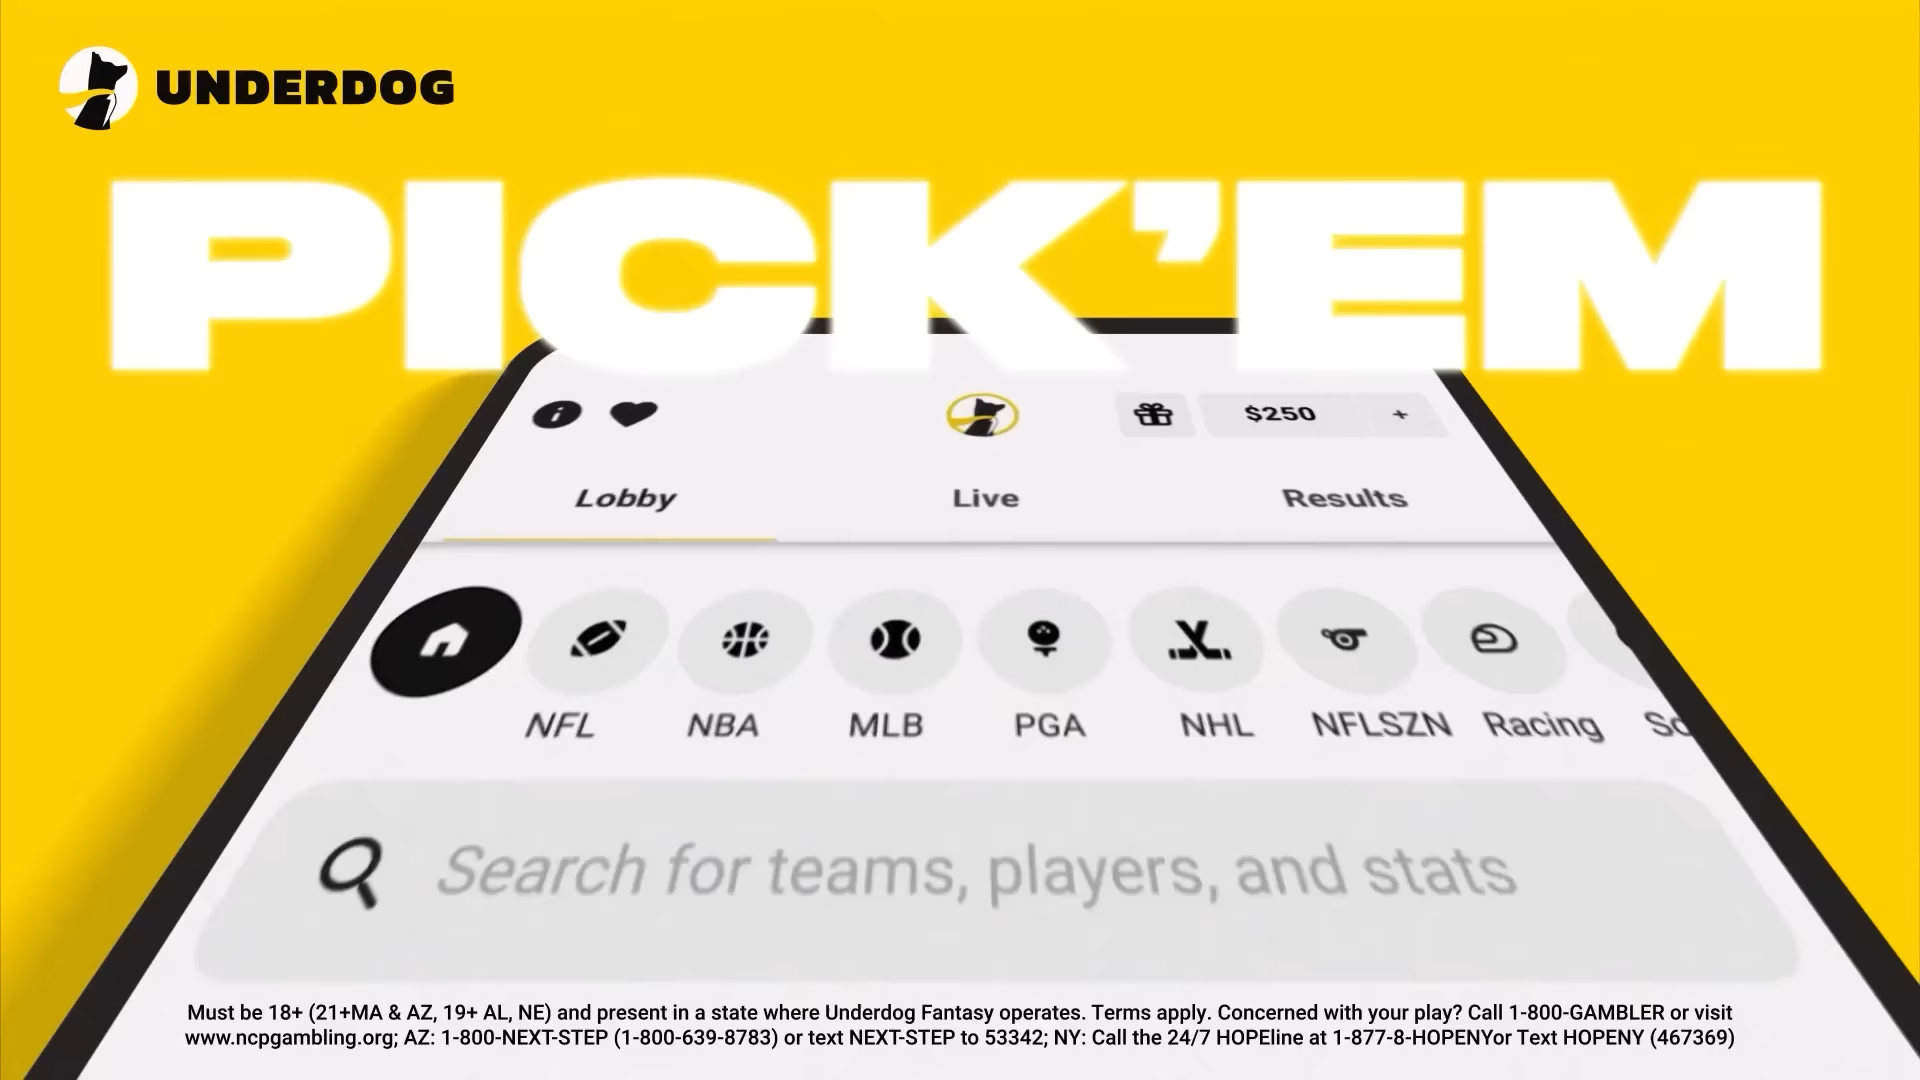 UNDERDOG
PICK'EM
$250 +
Lobby Live Results
NFL NBA MLB PGA NHL NFLSZN Racing
Search for teams, players, and stats
Must be 18+ (21+MA & AZ, 19+ AL, NE) and present in a state where Underdog Fantasy operates. Terms apply. Concerned with your play? Call 1-800-GAMBLER or visit
www.ncpgambling.org; AZ: 1-800-NEXT-STEP (1-800-639-8783) or text NEXT-STEP to 53342; NY: Call the 24/7 HOPEline at 1-877-8-HOPENYor Text HOPENY (467369)